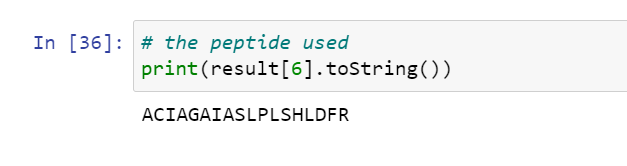 In [36]: # the peptide used
print(result[6].toString())
ACIAGAIASLPLSHLDFR